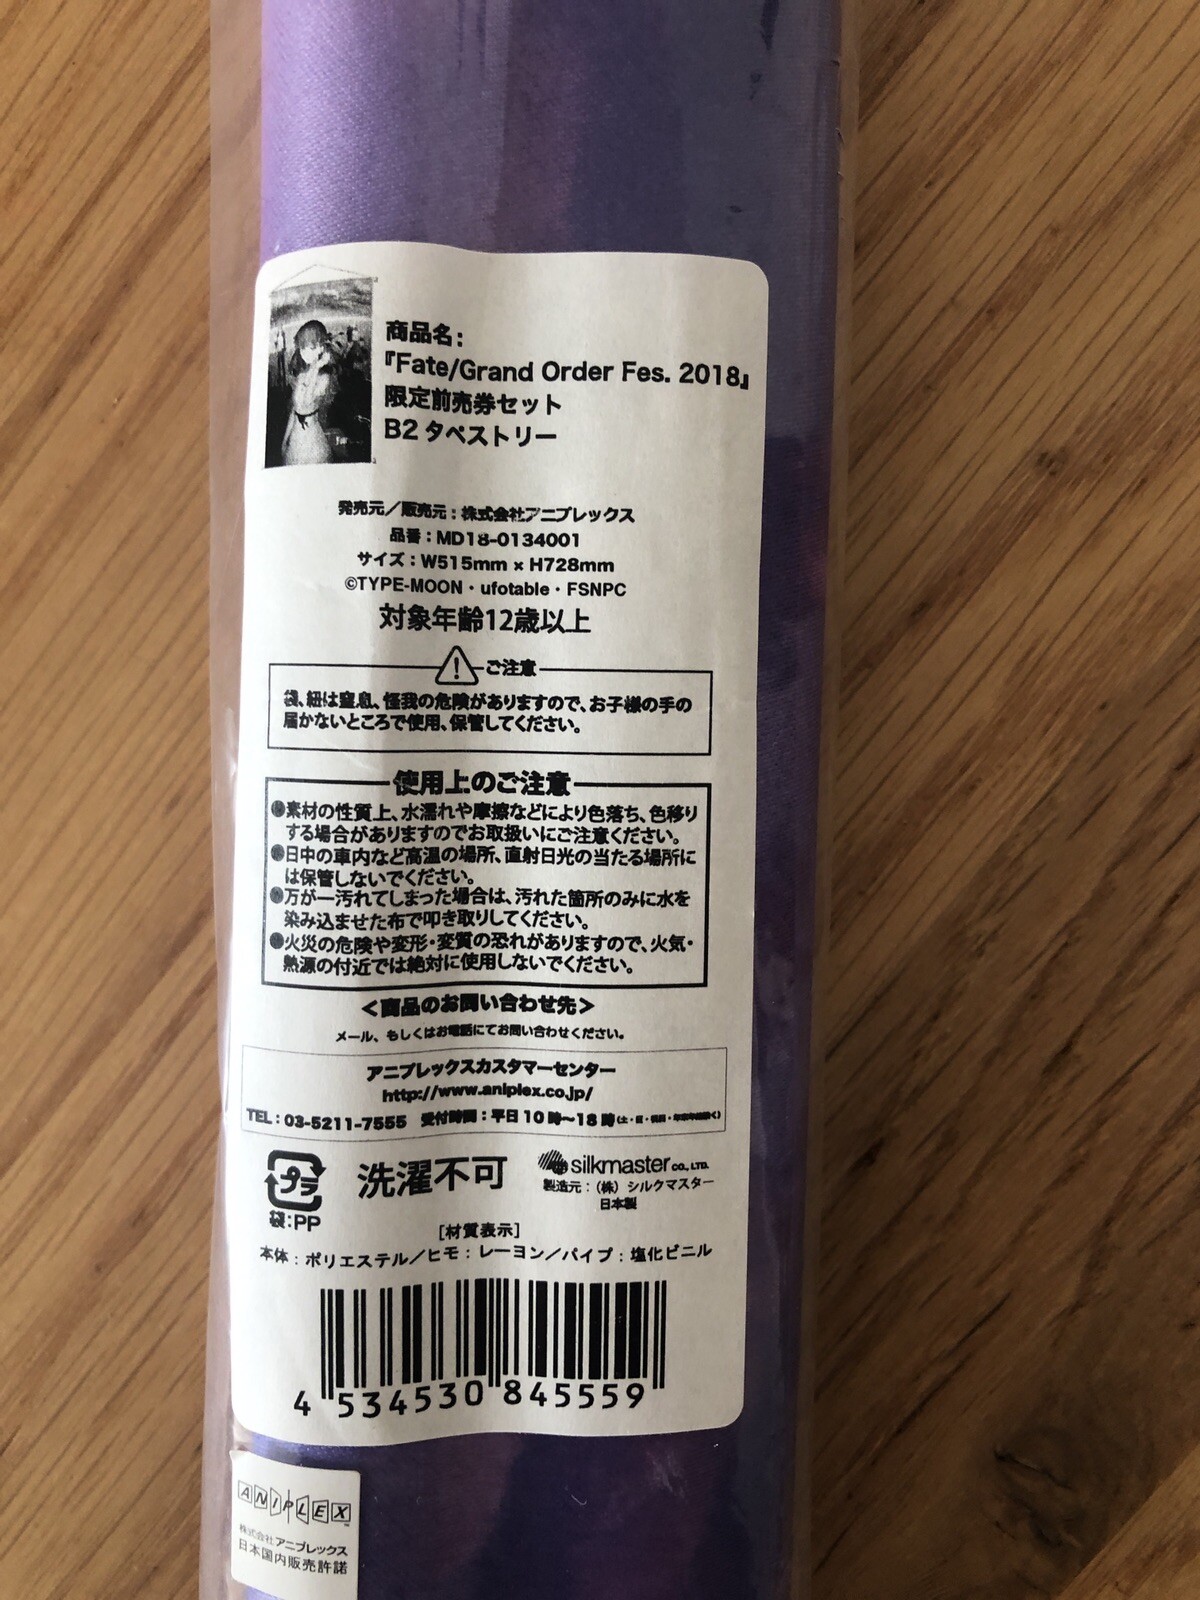 商品名：
『Fate/Grand Order Fes. 2018』
限定前売券セット
B2 タペストリー
発売元／販売元：株式会社アニプレックス
品番：MD18-0134001
サイズ：W515mm × H728mm
©TYPE-MOON・ufotable・FSNPC
対象年齢12歳以上
ご注意
袋、紐は窒息、怪我の危険がありますので、お子様の手の
届かないところで使用、保管してください。
使用上のご注意
●素材の性質上、水濡れや摩擦などにより色落ち、色移り
する場合がありますのでお取扱いにご注意ください。
●日中の車内など高温の場所、直射日光の当たる場所に
は保管しないでください。
●万が一汚れてしまった場合は、汚れた箇所のみに水を
染み込ませた布で叩き取りしてください。
●火災の危険や変形・変質の恐れがありますので、火気・
熱源の付近では絶対に使用しないでください。
＜商品のお問い合わせ先＞
メール、もしくはお電話にてお問い合わせください。
アニプレックスカスタマーセンター
http://www.aniplex.co.jp/
TEL：03-5211-7555 受付時間：平日10時～18時(土・日・祝日・年末年始除く)
プラ
袋：PP
洗濯不可
silkmaster CO., LTD.
製造元：（株）シルクマスター
日本製
[材質表示]
本体：ポリエステル／ヒモ：レーヨン／パイプ：塩化ビニル
4 534530 845559
ANIPLEX
株式会社アニプレックス
日本国内販売許諾